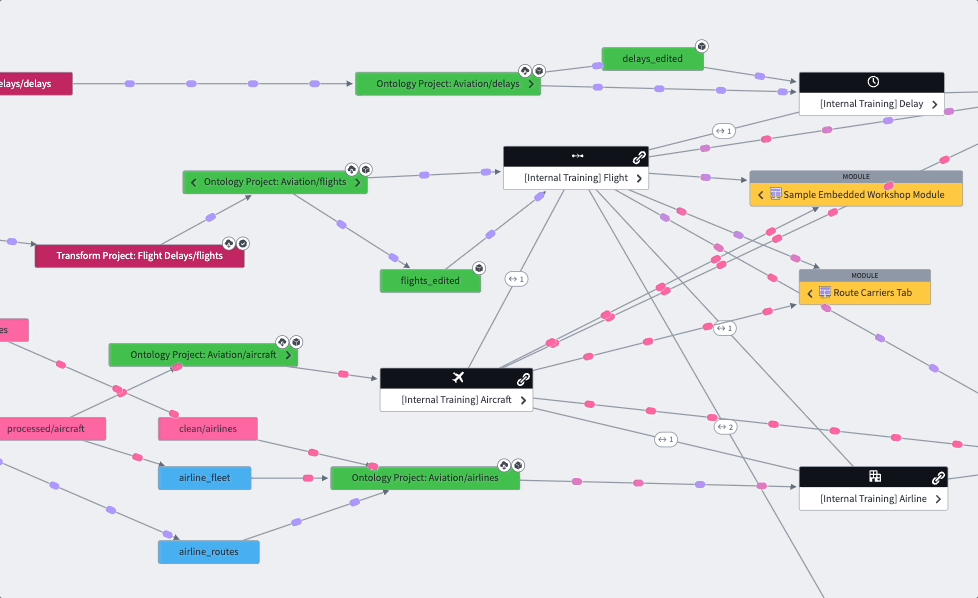 delays_edited
elays/delays
Ontology Project: Aviation/delays
[Internal Training] Delay
1
[Internal Training] Flight
Ontology Project: Aviation/flights
MODULE
Sample Embedded Workshop Module
Transform Project: Flight Delays/flights
flights_edited
1
MODULE
Route Carriers Tab
es
1
Ontology Project: Aviation/aircraft
[Internal Training] Aircraft
processed/aircraft
clean/airlines
2
1
airline_fleet
Ontology Project: Aviation/airlines
[Internal Training] Airline
airline_routes